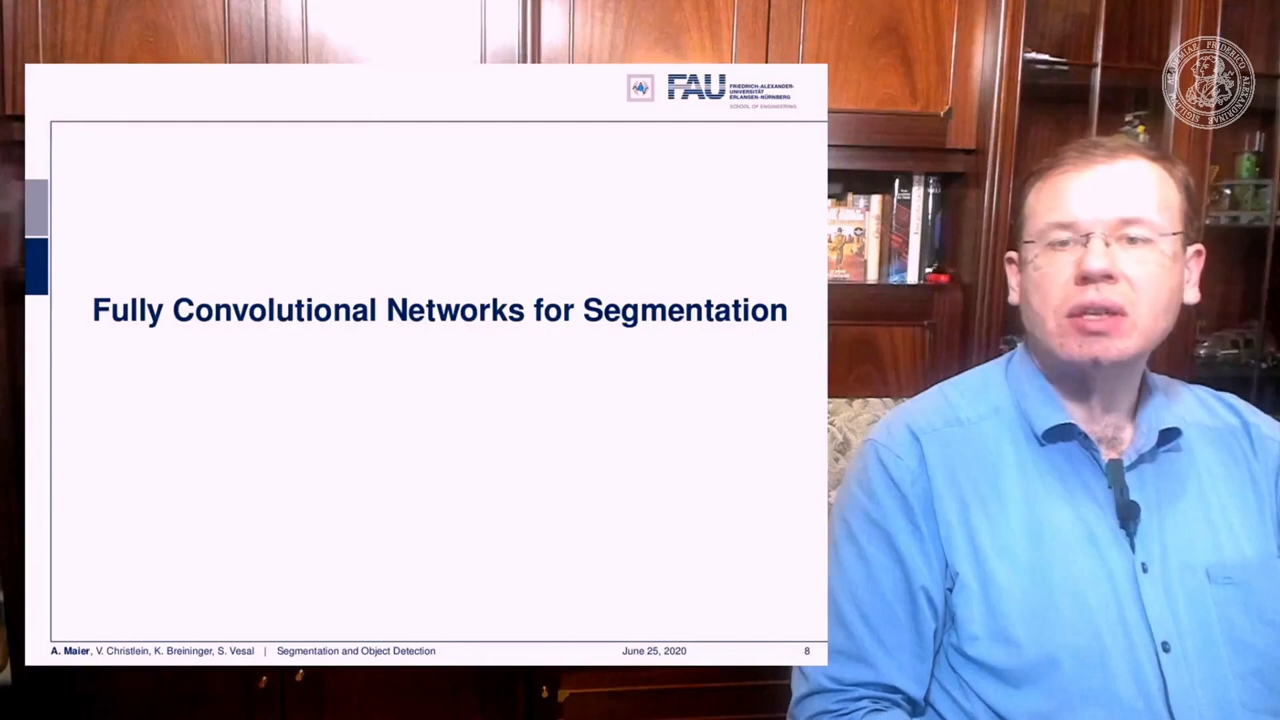 FAU
FRIEDRICH-ALEXANDER-
UNIVERSITÄT
ERLANGEN-NÜRNBERG
SCHOOL OF ENGINEERING
Fully Convolutional Networks for Segmentation
A. Maier, V. Christlein, K. Breininger, S. Vesal | Segmentation and Object Detection June 25, 2020 8